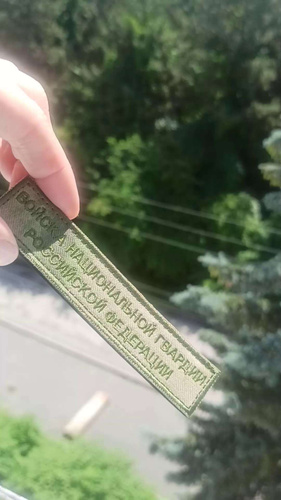 ВОЙСКА НАЦИОНАЛЬНОЙ ГВАРДИИ
РОССИЙСКОЙ ФЕДЕРАЦИИ